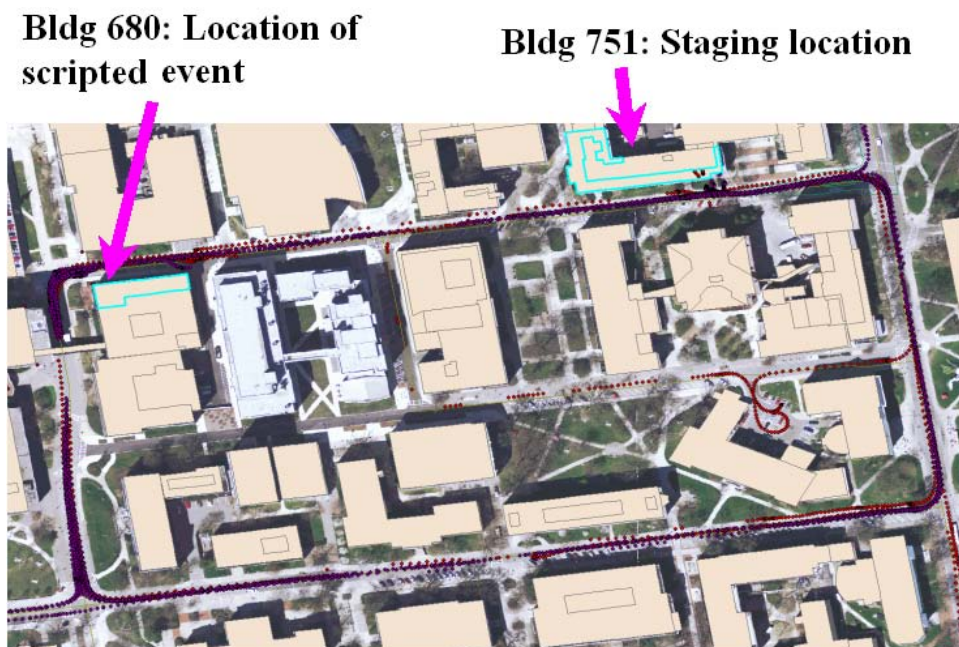 Bldg 680: Location of
scripted event
Bldg 751: Staging location